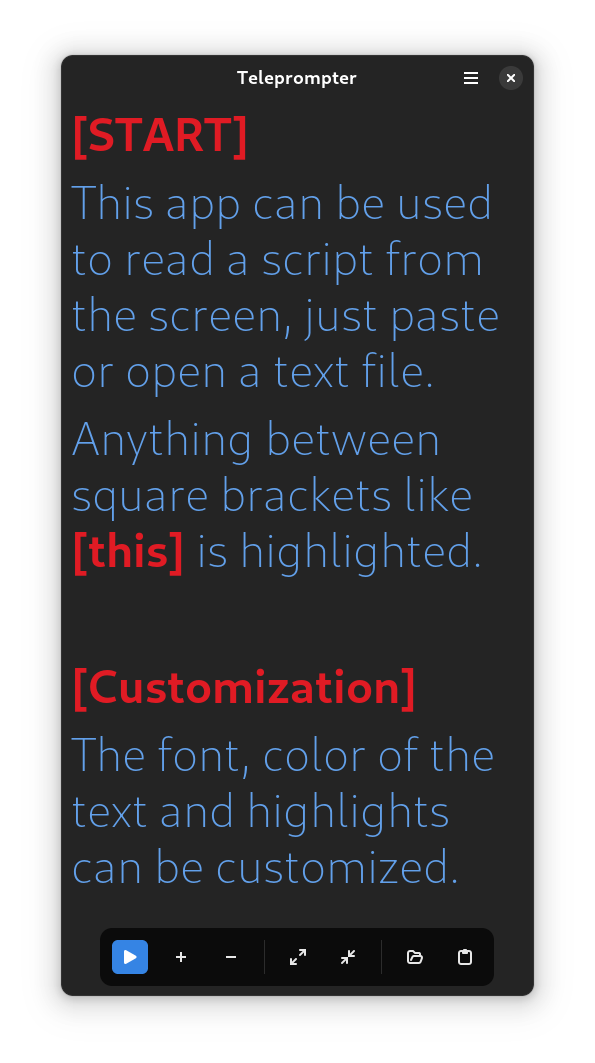 Teleprompter
[START]
This app can be used
to read a script from
the screen, just paste
or open a text file.
Anything between
square brackets like
[this] is highlighted.
[Customization]
The font, color of the
text and highlights
can be customized.